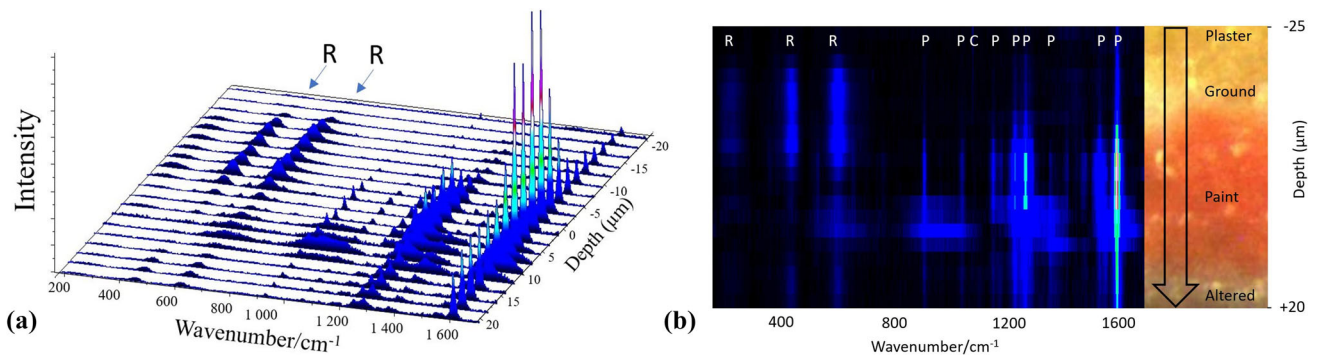 R R
Intensity
200 400 600 800 1 000 1 200 1 400 1 600
Wavenumber/cm-1
-20
-15
-10
-5
0
5
10
15
20
Depth (μm)
(a)
R R R P P C P P P P P P
Plaster
Ground
Paint
Altered
-25
Depth (μm)
+20
400 800 1200 1600
Wavenumber/cm-1
(b)